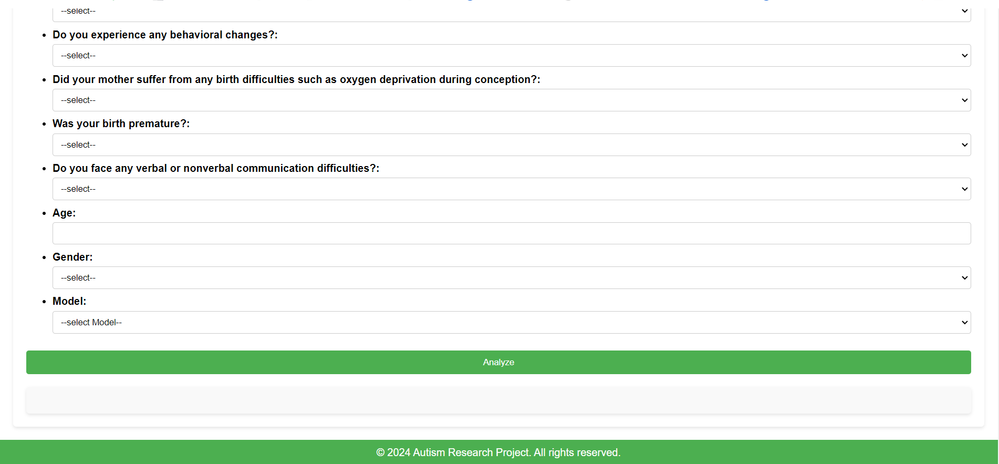 --select--
Do you experience any behavioral changes?:
--select--
Did your mother suffer from any birth difficulties such as oxygen deprivation during conception?:
--select--
Was your birth premature?:
--select--
Do you face any verbal or nonverbal communication difficulties?:
--select--
Age:
Gender:
--select--
Model:
--select Model--
Analyze
© 2024 Autism Research Project. All rights reserved.